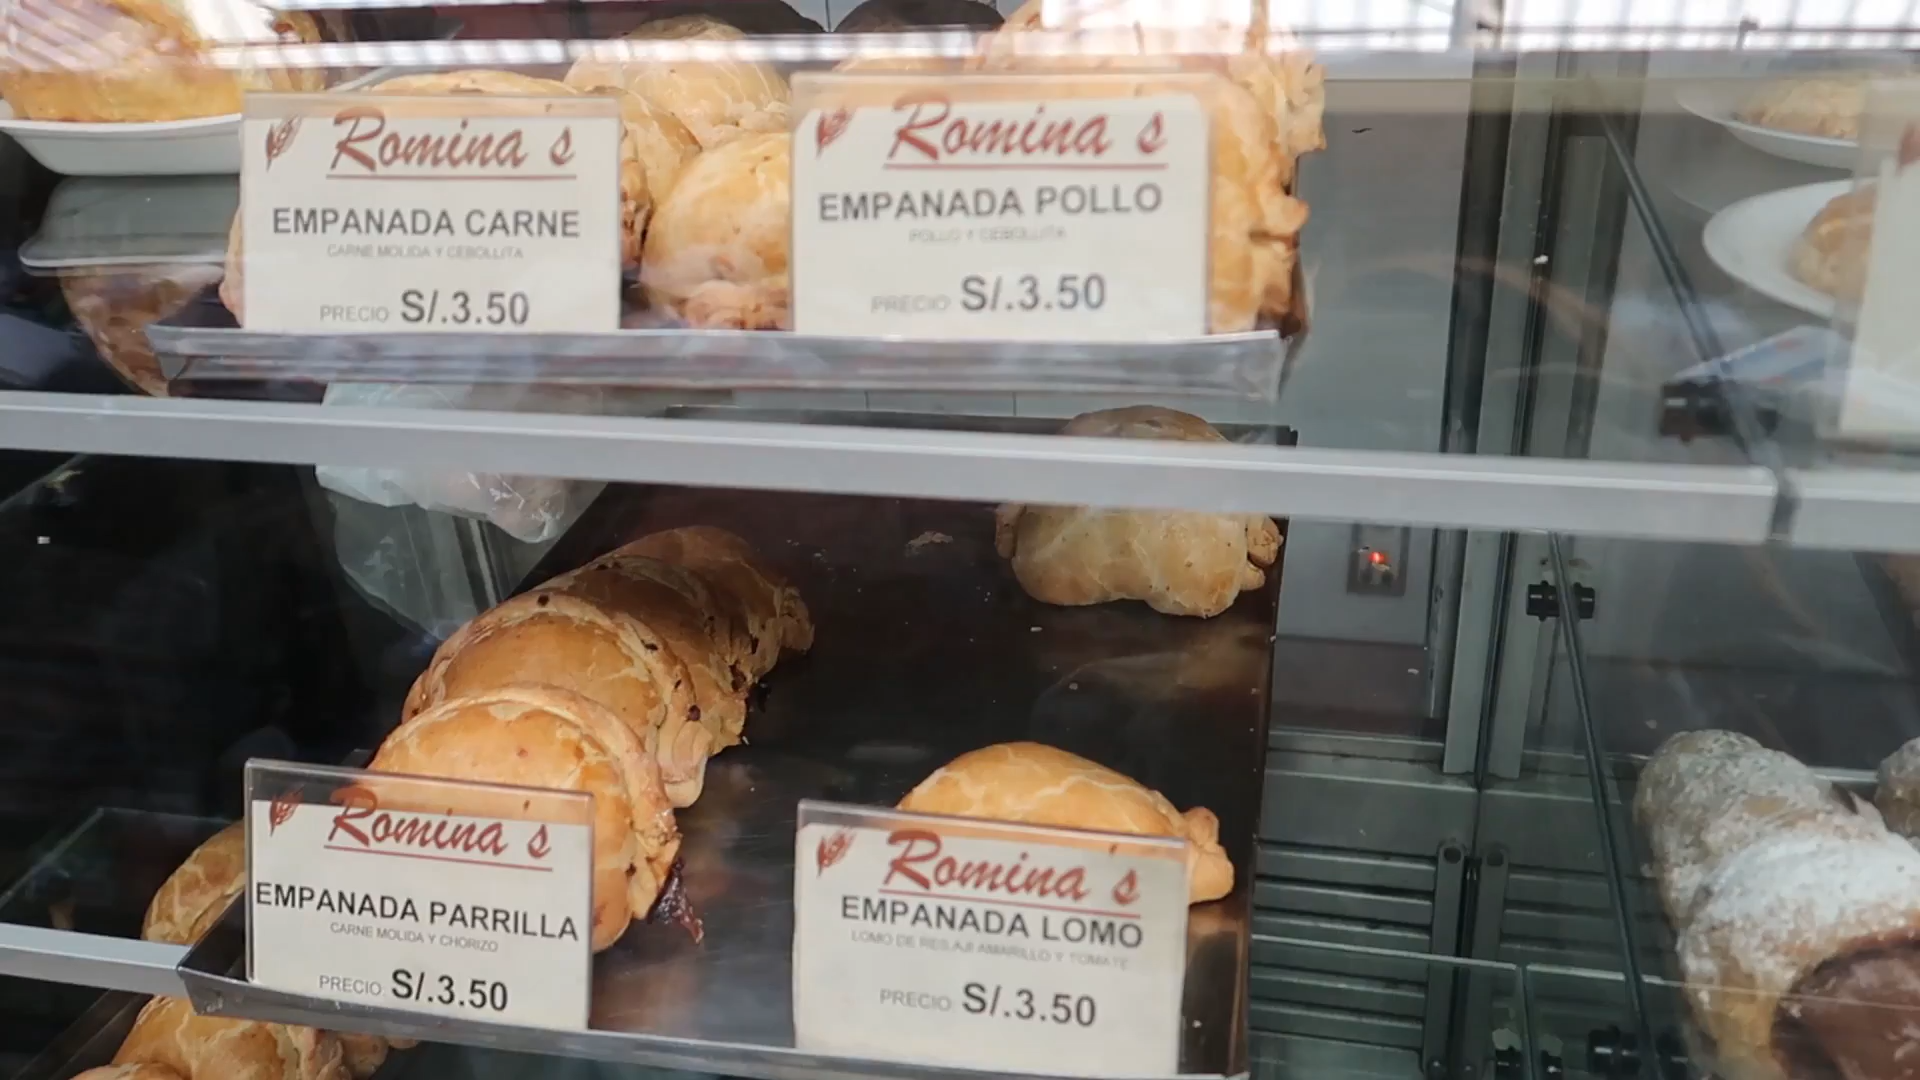 Romina's
EMPANADA CARNE
CARNE MOLIDA Y CEBOLLITA
PRECIO S/.3.50
Romina's
EMPANADA POLLO
POLLO Y CEBOLLITA
PRECIO S/.3.50
Romina's
EMPANADA PARRILLA
CARNE MOLIDA Y CHORIZO
PRECIO S/.3.50
Romina's
EMPANADA LOMO
LOMO DE RES AJI AMARILLO Y TOMATE
PRECIO S/.3.50